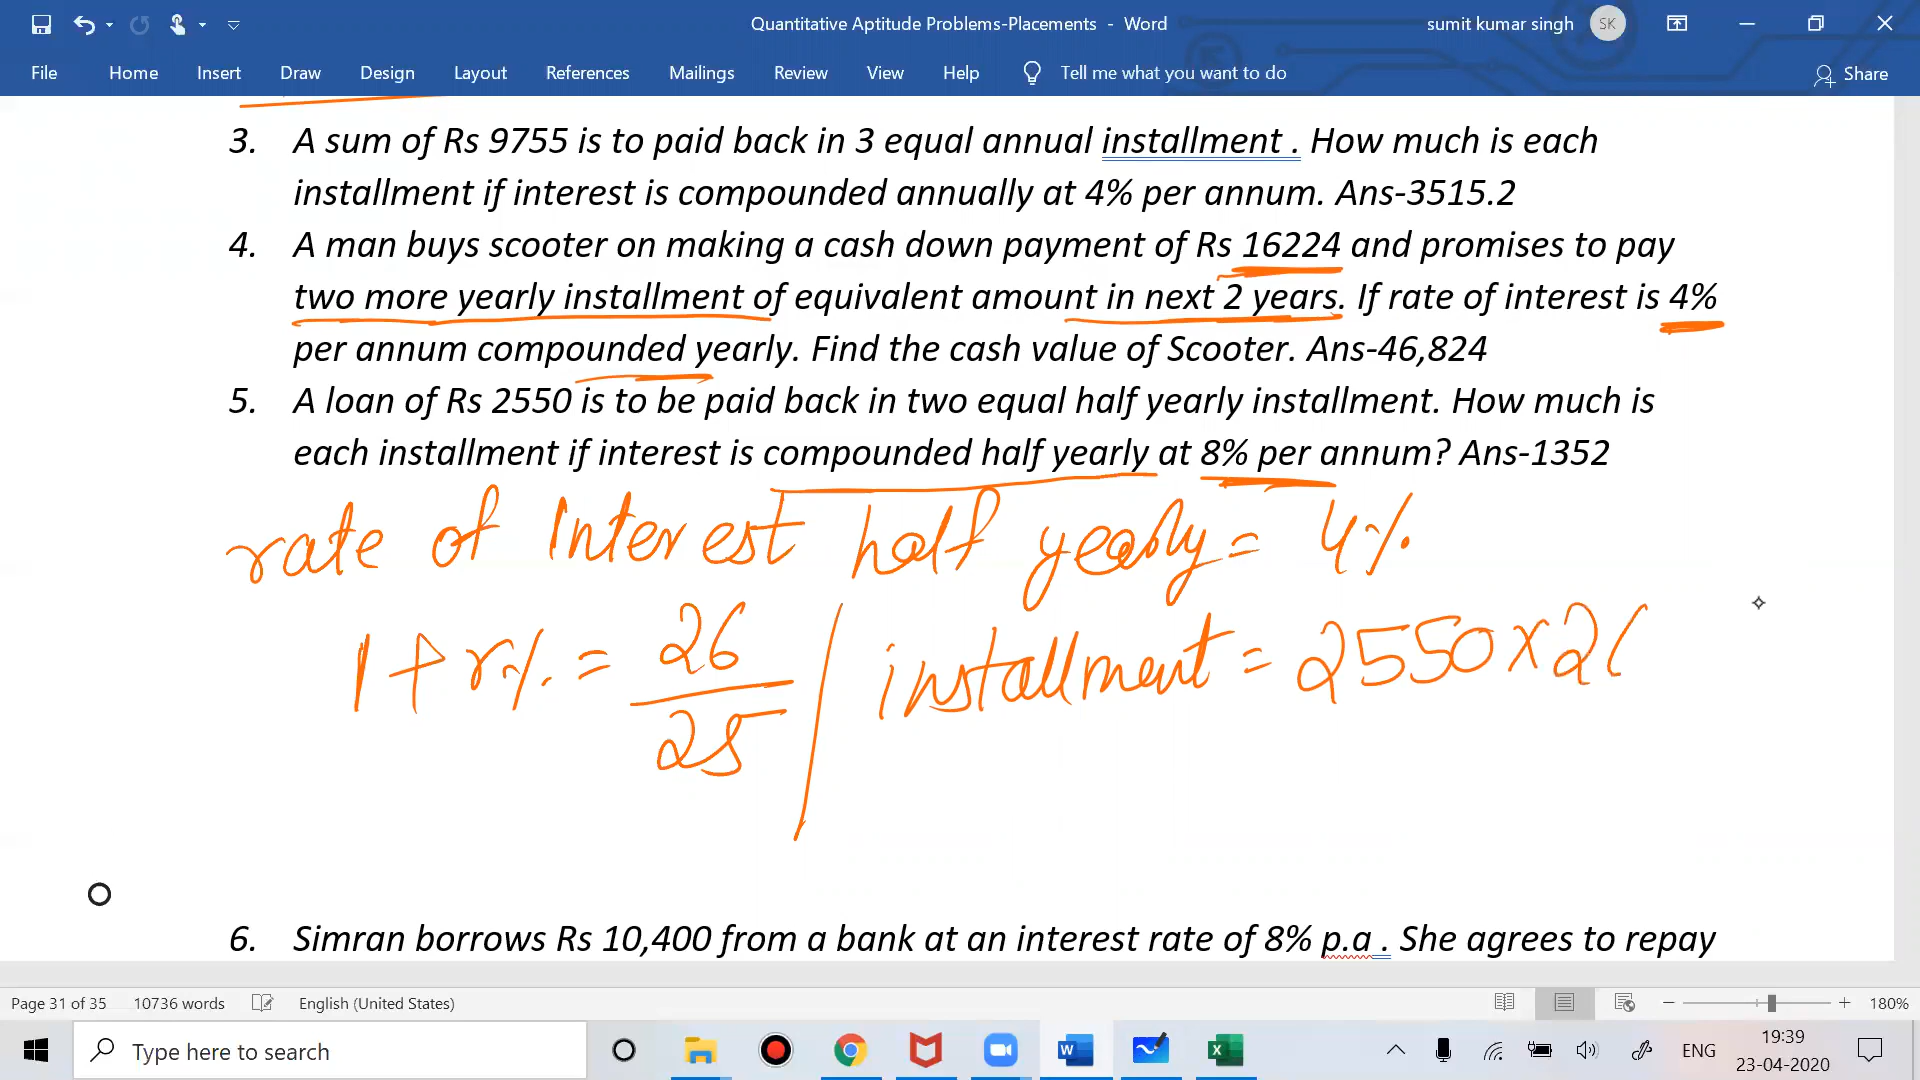 Quantitative Aptitude Problems-Placements - Word
sumit kumar singh SK
File Home Insert Draw Design Layout References Mailings Review View Help Tell me what you want to do Share
3. A sum of Rs 9755 is to paid back in 3 equal annual installment . How much is each
installment if interest is compounded annually at 4% per annum. Ans-3515.2
4. A man buys scooter on making a cash down payment of Rs 16224 and promises to pay
two more yearly installment of equivalent amount in next 2 years. If rate of interest is 4%
per annum compounded yearly. Find the cash value of Scooter. Ans-46,824
5. A loan of Rs 2550 is to be paid back in two equal half yearly installment. How much is
each installment if interest is compounded half yearly at 8% per annum? Ans-1352
rate of Interest half yearly = 4%
1 + r% = 26
25
installment = 2550 x 2
6. Simran borrows Rs 10,400 from a bank at an interest rate of 8% p.a . She agrees to repay
Page 31 of 35 10736 words English (United States) 180%
Type here to search
ENG
19:39
23-04-2020